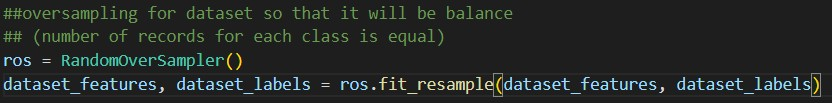 ##oversampling for dataset so that it will be balance
## (number of records for each class is equal)
ros = RandomOverSampler()
dataset_features, dataset_labels = ros.fit_resample(dataset_features, dataset_labels)